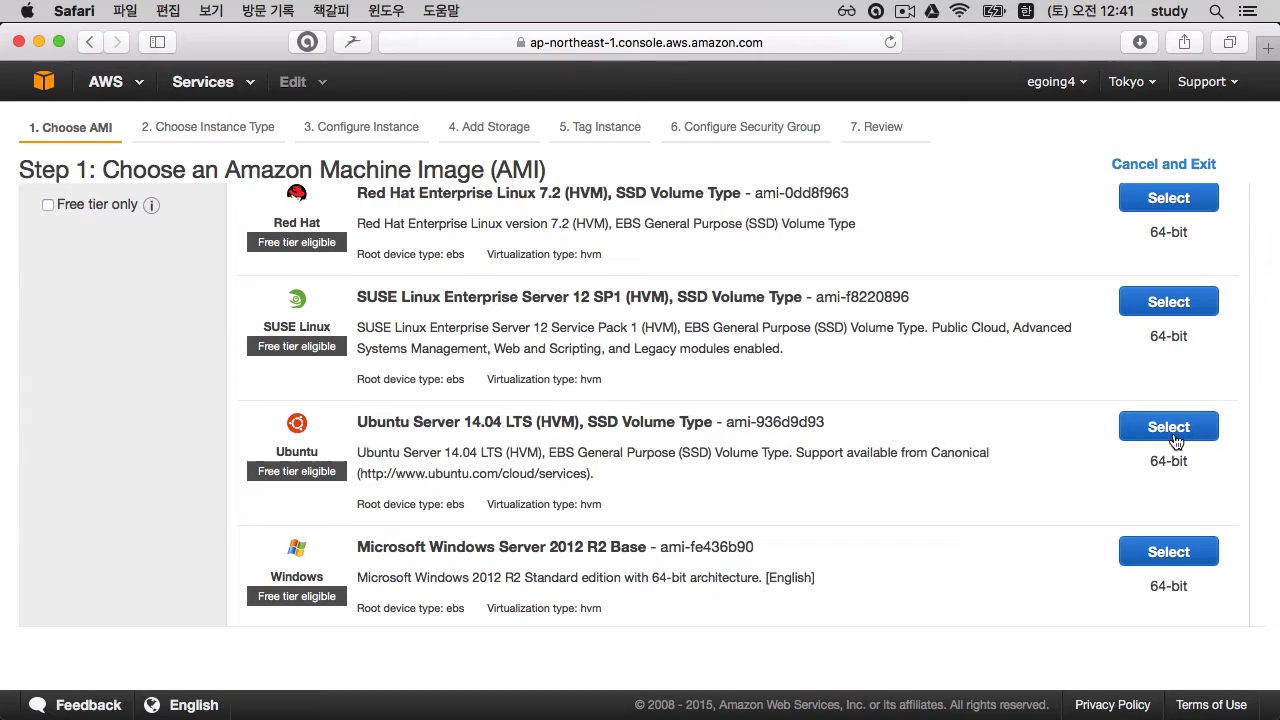 Safari 파일 편집 보기 방문 기록 책갈피 윈도우 도움말 한 (토) 오전 12:41 study
ap-northeast-1.console.aws.amazon.com
AWS Services Edit egoing4 Tokyo Support
1. Choose AMI 2. Choose Instance Type 3. Configure Instance 4. Add Storage 5. Tag Instance 6. Configure Security Group 7. Review
Step 1: Choose an Amazon Machine Image (AMI) Cancel and Exit
Free tier only
Red Hat Enterprise Linux 7.2 (HVM), SSD Volume Type - ami-0dd8f963 Select
Red Hat
Red Hat Enterprise Linux version 7.2 (HVM), EBS General Purpose (SSD) Volume Type 64-bit
Free tier eligible
Root device type: ebs Virtualization type: hvm
SUSE Linux Enterprise Server 12 SP1 (HVM), SSD Volume Type - ami-f8220896 Select
SUSE Linux
SUSE Linux Enterprise Server 12 Service Pack 1 (HVM), EBS General Purpose (SSD) Volume Type. Public Cloud, Advanced 64-bit
Free tier eligible
Systems Management, Web and Scripting, and Legacy modules enabled.
Root device type: ebs Virtualization type: hvm
Ubuntu Server 14.04 LTS (HVM), SSD Volume Type - ami-936d9d93 Select
Ubuntu
Ubuntu Server 14.04 LTS (HVM), EBS General Purpose (SSD) Volume Type. Support available from Canonical 64-bit
Free tier eligible
(http://www.ubuntu.com/cloud/services).
Root device type: ebs Virtualization type: hvm
Microsoft Windows Server 2012 R2 Base - ami-fe436b90 Select
Windows
Microsoft Windows 2012 R2 Standard edition with 64-bit architecture. [English] 64-bit
Free tier eligible
Root device type: ebs Virtualization type: hvm
Feedback English © 2008 - 2015, Amazon Web Services, Inc. or its affiliates. All rights reserved. Privacy Policy Terms of Use